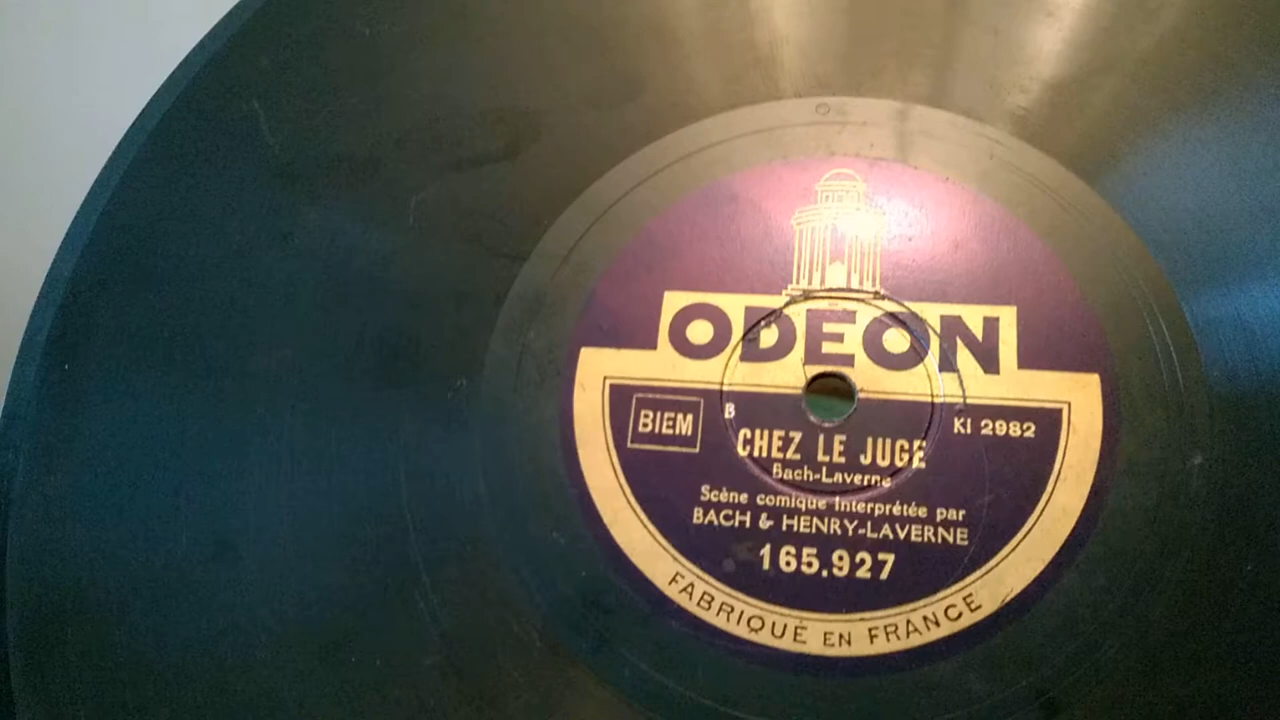 ODÉON
BIEM
B
KI 2982
CHEZ LE JUGE
Bach-Laverne
Scène comique interprétée par
BACH & HENRY-LAVERNE
165.927
FABRIQUÉ EN FRANCE